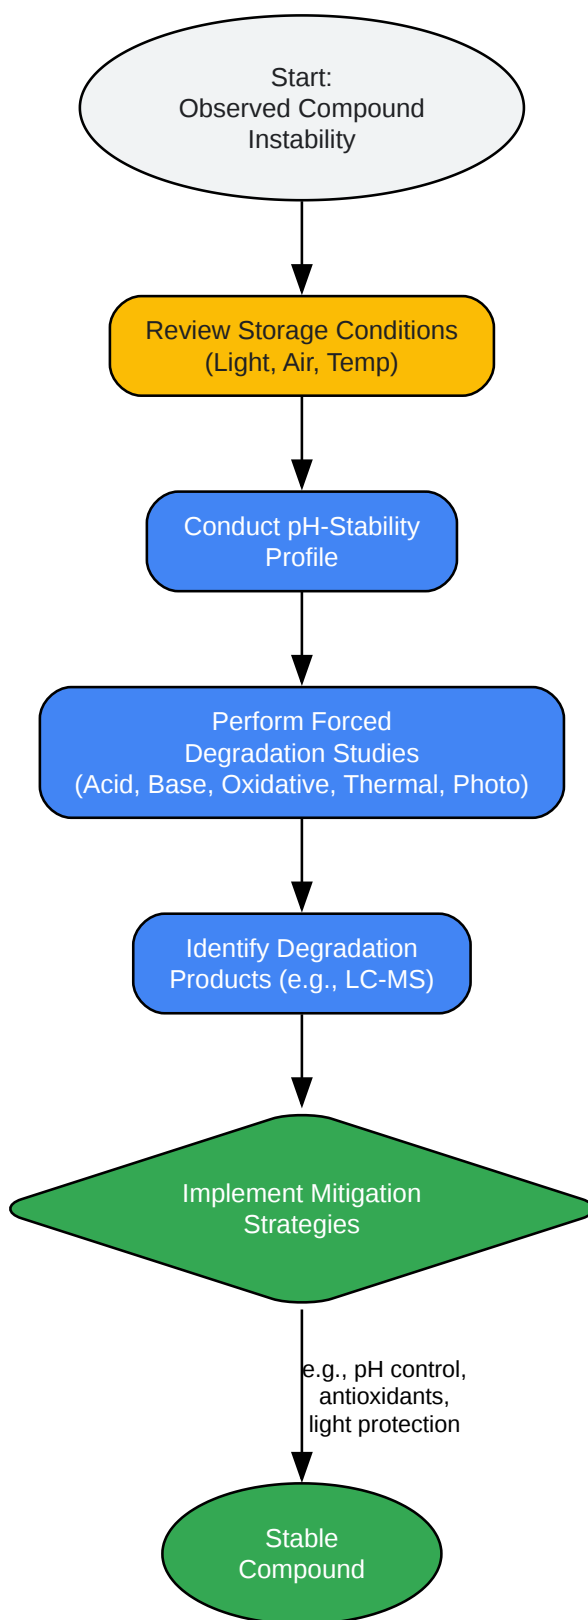 Start:
Observed Compound
Instability
Review Storage Conditions
(Light, Air, Temp)
Conduct pH-Stability
Profile
Perform Forced
Degradation Studies
(Acid, Base, Oxidative, Thermal, Photo)
Identify Degradation
Products (e.g., LC-MS)
Implement Mitigation
Strategies
e.g., pH control,
antioxidants,
light protection
Stable
Compound